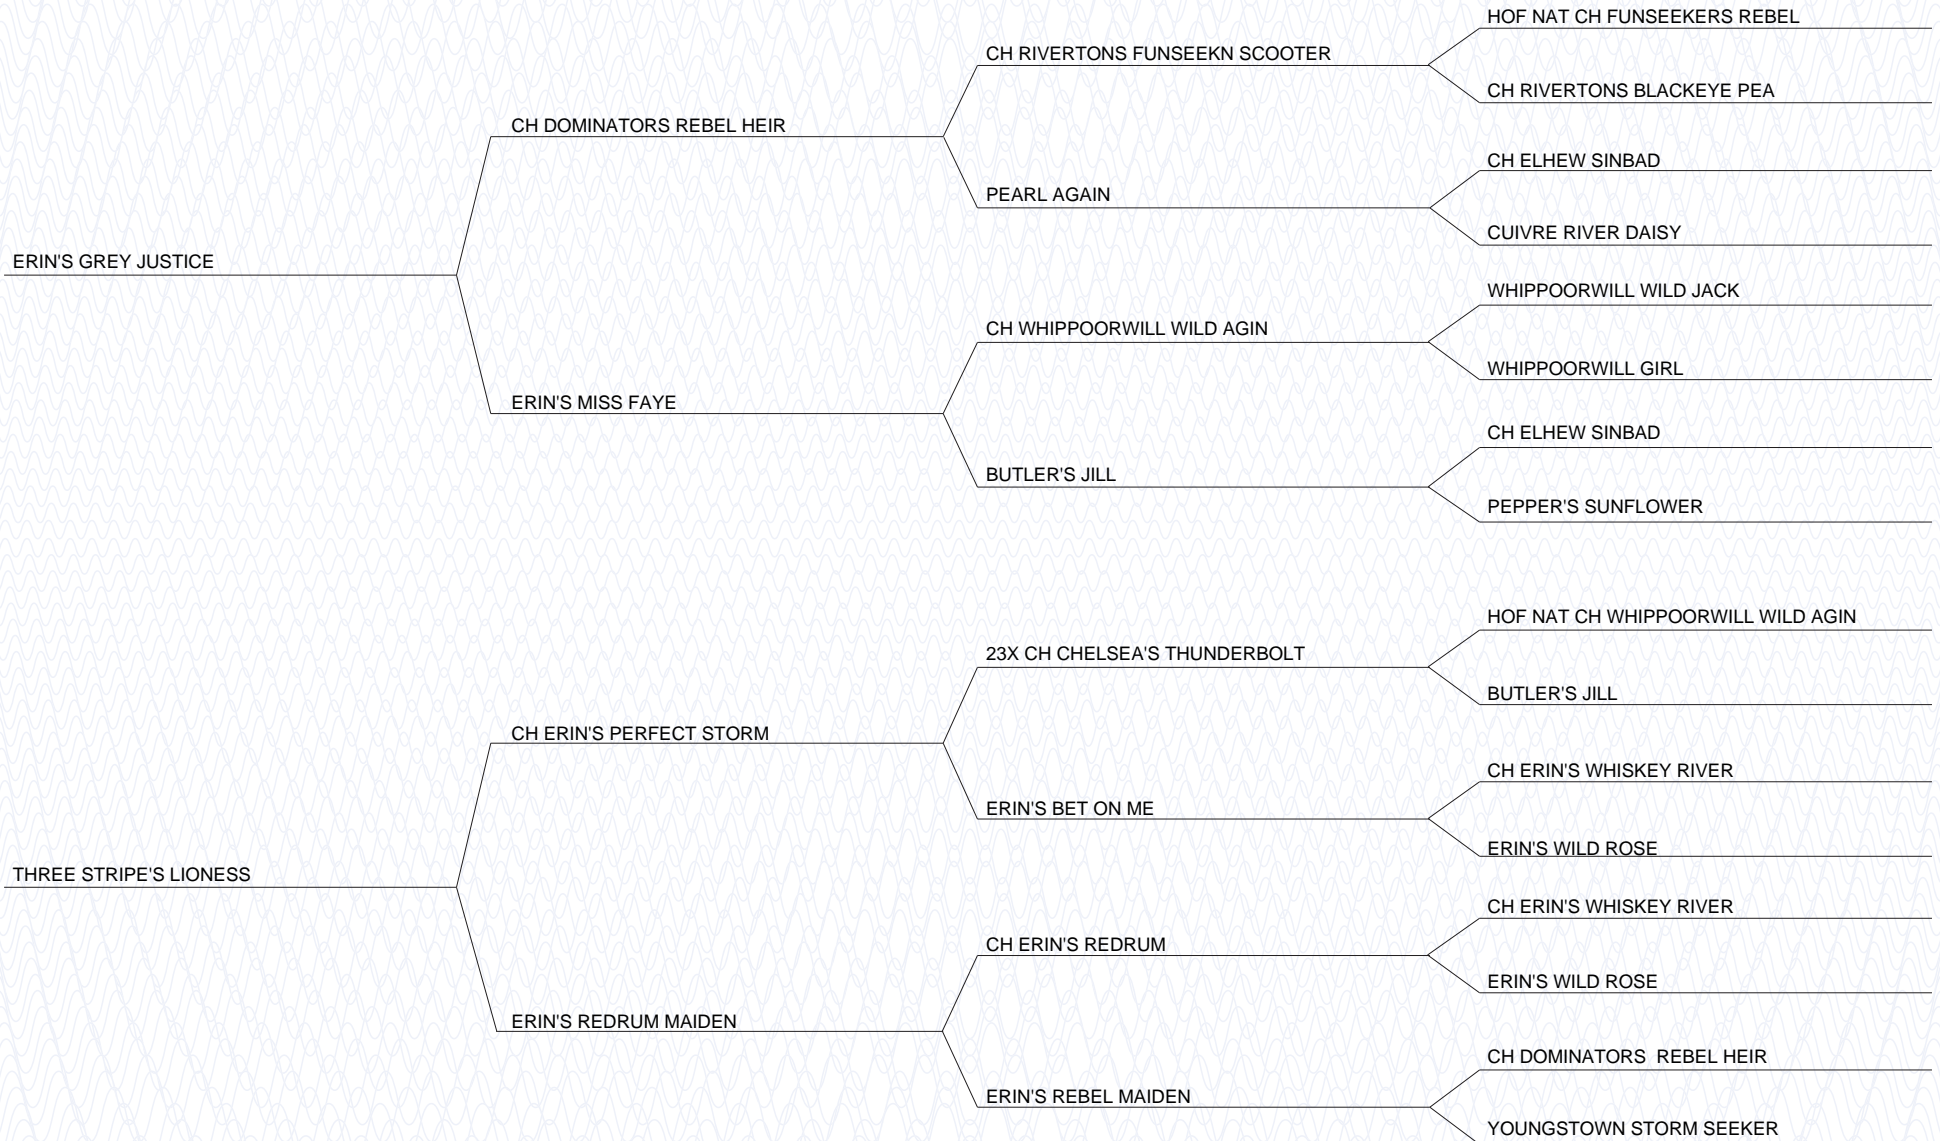 HOF NAT CH FUNSEEKERS REBEL
CH RIVERTONS FUNSEEKN SCOOTER
CH RIVERTONS BLACKEYE PEA
CH DOMINATORS REBEL HEIR
CH ELHEW SINBAD
PEARL AGAIN
CUIVRE RIVER DAISY
ERIN'S GREY JUSTICE
WHIPPOORWILL WILD JACK
CH WHIPPOORWILL WILD AGIN
WHIPPOORWILL GIRL
ERIN'S MISS FAYE
CH ELHEW SINBAD
BUTLER'S JILL
PEPPER'S SUNFLOWER
HOF NAT CH WHIPPOORWILL WILD AGIN
23X CH CHELSEA'S THUNDERBOLT
BUTLER'S JILL
CH ERIN'S PERFECT STORM
CH ERIN'S WHISKEY RIVER
ERIN'S BET ON ME
ERIN'S WILD ROSE
THREE STRIPE'S LIONESS
CH ERIN'S WHISKEY RIVER
CH ERIN'S REDRUM
ERIN'S WILD ROSE
ERIN'S REDRUM MAIDEN
CH DOMINATORS  REBEL HEIR
ERIN'S REBEL MAIDEN
YOUNGSTOWN STORM SEEKER